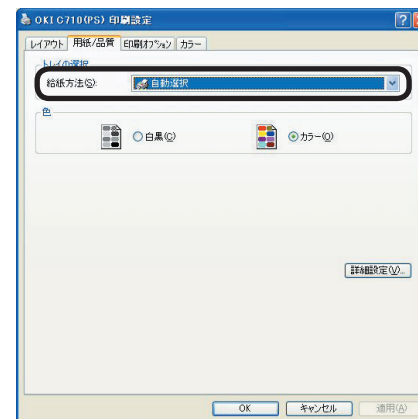 OKI C710(PS) 印刷設定
レイアウト 用紙/品質 印刷オプション カラー
トレイの選択
給紙方法(S): 自動選択
色
白黒(C) カラー(O)
詳細設定(V)...
OK キャンセル 適用(A)